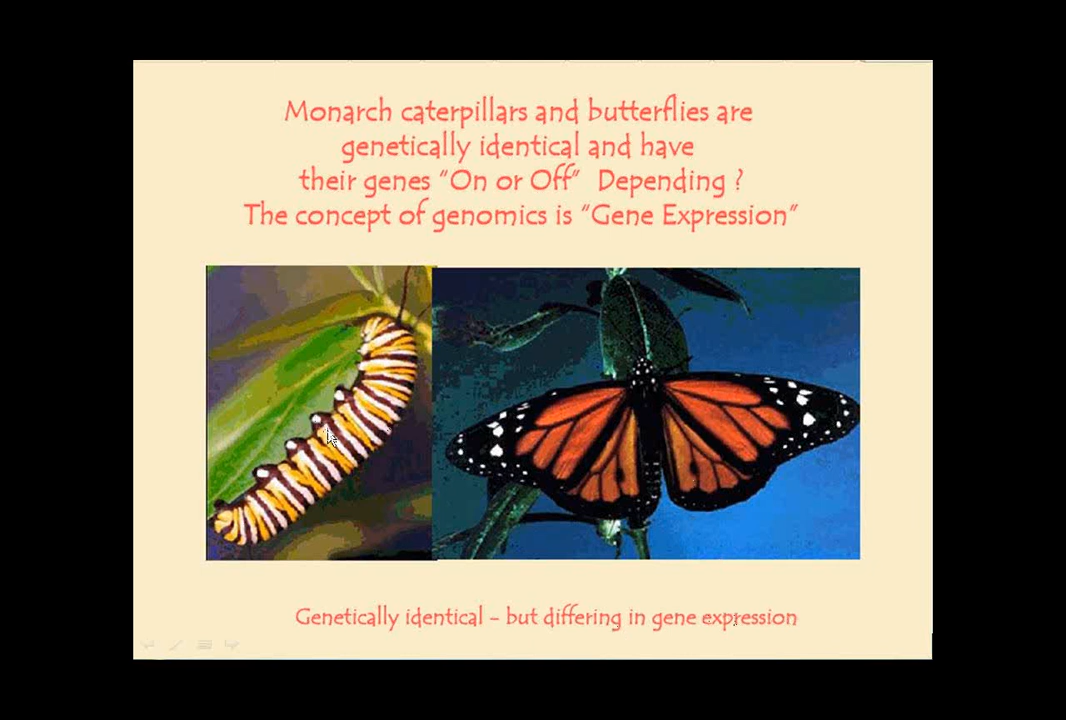 Monarch caterpillars and butterflies are
genetically identical and have
their genes “On or Off” Depending ?
The concept of genomics is “Gene Expression”
Genetically identical - but differing in gene expression